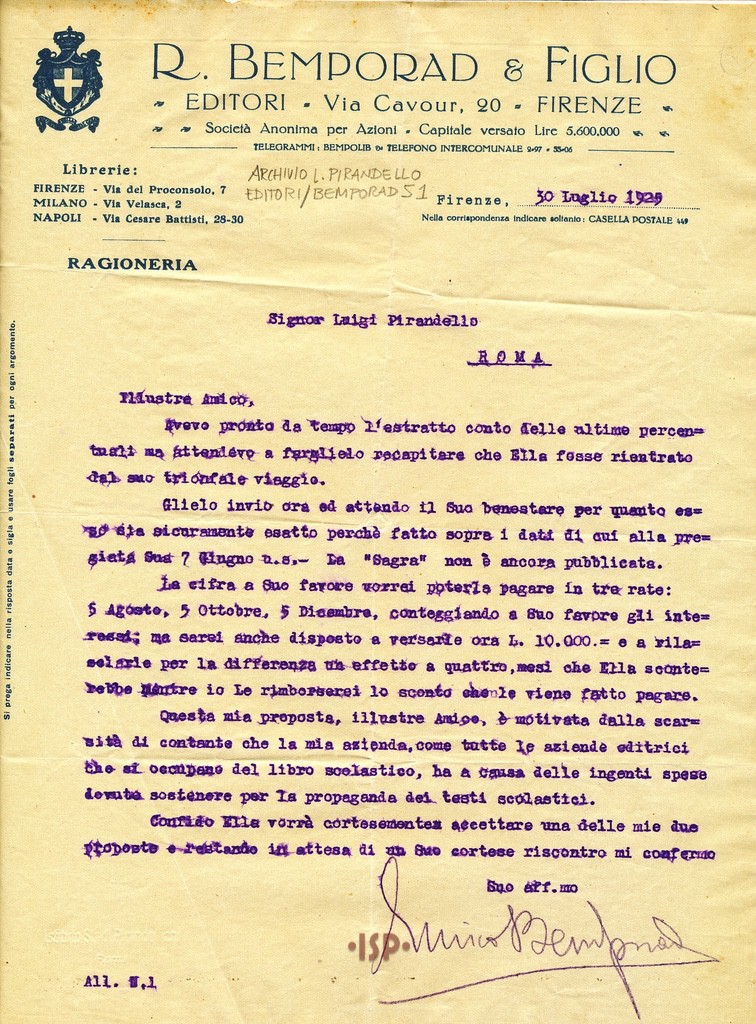 R. BEMPORAD & FIGLIO
EDITORI - Via Cavour, 20 - FIRENZE
Società Anonima per Azioni - Capitale versato Lire 5.600.000
TELEGRAMMI: BEMPOLIB TELEFONO INTERCOMUNALE 2-97 - 35-06
Librerie:
FIRENZE - Via del Proconsolo, 7
MILANO - Via Velasca, 2
NAPOLI - Via Cesare Battisti, 28-30
ARCHIVIO L. PIRANDELLO
EDITORI/BEMPORAD 51
Firenze, 30 Luglio 1925
Nella corrispondenza indicare soltanto: CASELLA POSTALE 449
RAGIONERIA
Si prega indicare nella risposta data e sigla e usare fogli separati per ogni argomento.
Signor Luigi Pirandello
ROMA
Illustre Amico,
Avevo pronto da tempo l'estratto conto delle ultime percen=
tuali ma attendevo a farglielo recapitare che Ella fosse rientrato
dal suo trionfale viaggio.
Glielo invio ora ed attendo il Suo benestare per quanto es=
so sia sicuramente esatto perchè fatto sopra i dati di cui alla pre=
giata Sua 7 Giugno u.s.- La "Sagra" non è ancora pubblicata.
La cifra a Suo favore vorrei poterla pagare in tre rate:
5 Agosto, 5 Ottobre, 5 Dicembre, conteggiando a Suo favore gli inte=
ressi; ma sarei anche disposto a versarle ora L. 10.000.= e a rila=
sciarle per la differenza un effetto a quattro,mesi che Ella sconte=
rebbe mentre io Le rimborserei lo sconto che le viene fatto pagare.
Questa mia proposta, illustre Amico, è motivata dalla scar=
sità di contante che la mia azienda,come tutte le aziende editrici
che si occupano del libro scolastico, ha a causa delle ingenti spese
dovute sostenere per la propaganda dei testi scolastici.
Confido Ella vorrà cortesementex accettare una delle mie due
proposte e restando in attesa di un Suo cortese riscontro mi confermo
Suo aff.mo
Enrico Bemporad
·ISP·
All. N.1